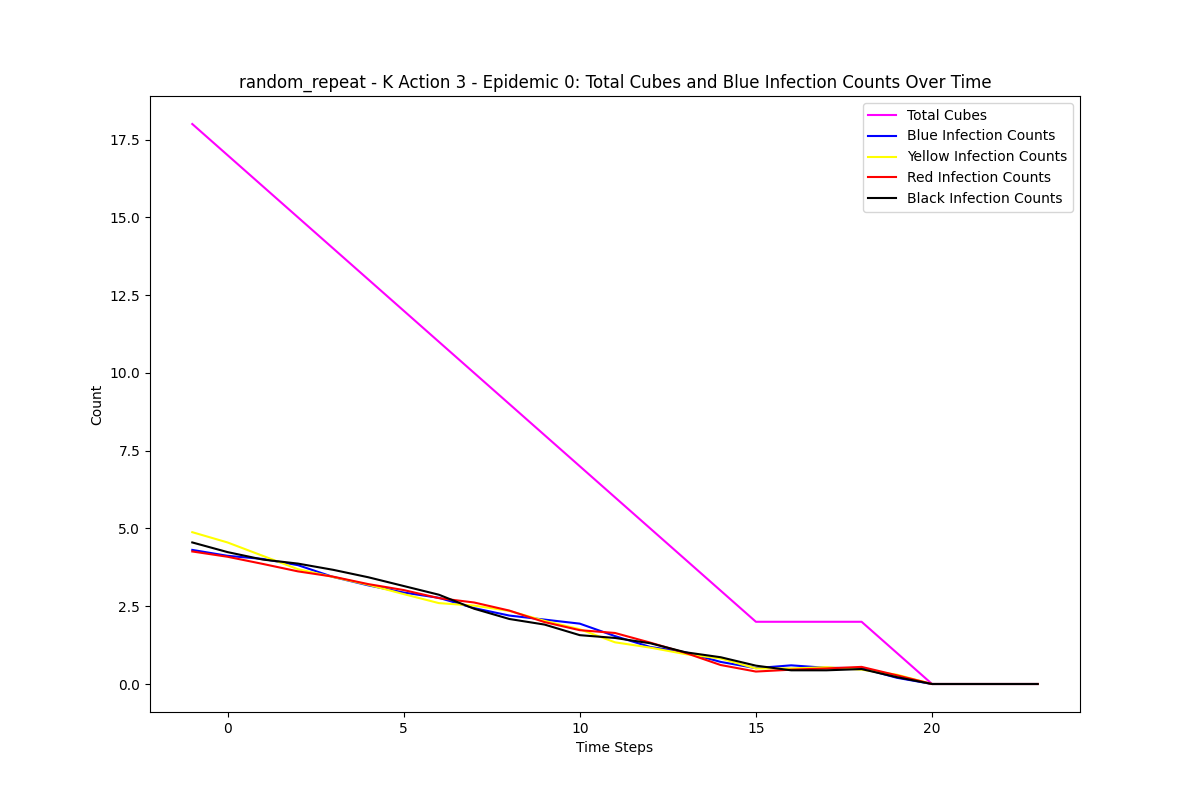 random_repeat - K Action 3 - Epidemic 0: Total Cubes and Blue Infection Counts Over Time
Total Cubes
Blue Infection Counts
Yellow Infection Counts
Red Infection Counts
Black Infection Counts
Count
17.5
15.0
12.5
10.0
7.5
5.0
2.5
0.0
0 5 10 15 20
Time Steps